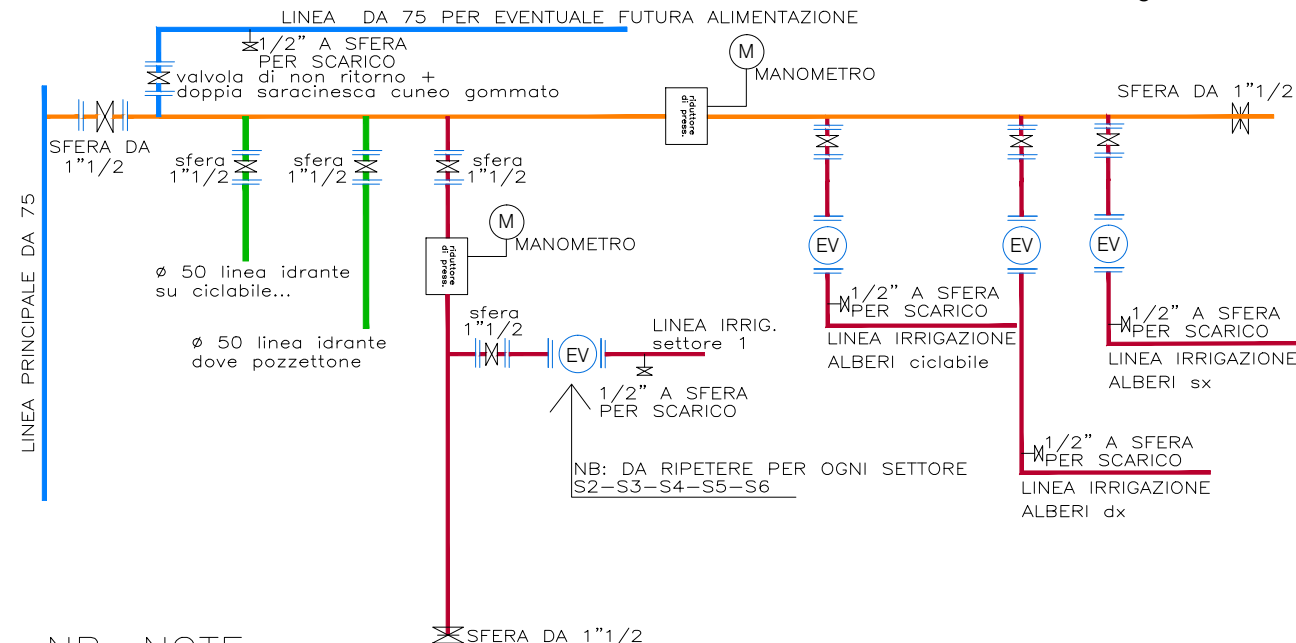 LINEA DA 75 PER EVENTUALE FUTURA ALIMENTAZIONE
1/2" A SFERA
PER SCARICO
valvola di non ritorno +
doppia saracinesca cuneo gommato
M
MANOMETRO
SFERA DA 1"1/2
SFERA DA
1"1/2
sfera
1"1/2
sfera
1"1/2
sfera
1"1/2
riduttore
di press.
LINEA PRINCIPALE DA 75
M
MANOMETRO
riduttore
di press.
EV
EV
EV
ø 50 linea idrante
su ciclabile...
ø 50 linea idrante
dove pozzettone
sfera
1"1/2
EV
LINEA IRRIG.
settore 1
1/2" A SFERA
PER SCARICO
1/2" A SFERA
PER SCARICO
LINEA IRRIGAZIONE
ALBERI ciclabile
1/2" A SFERA
PER SCARICO
LINEA IRRIGAZIONE
ALBERI sx
1/2" A SFERA
PER SCARICO
LINEA IRRIGAZIONE
ALBERI dx
NB: DA RIPETERE PER OGNI SETTORE
S2-S3-S4-S5-S6
SFERA DA 1"1/2